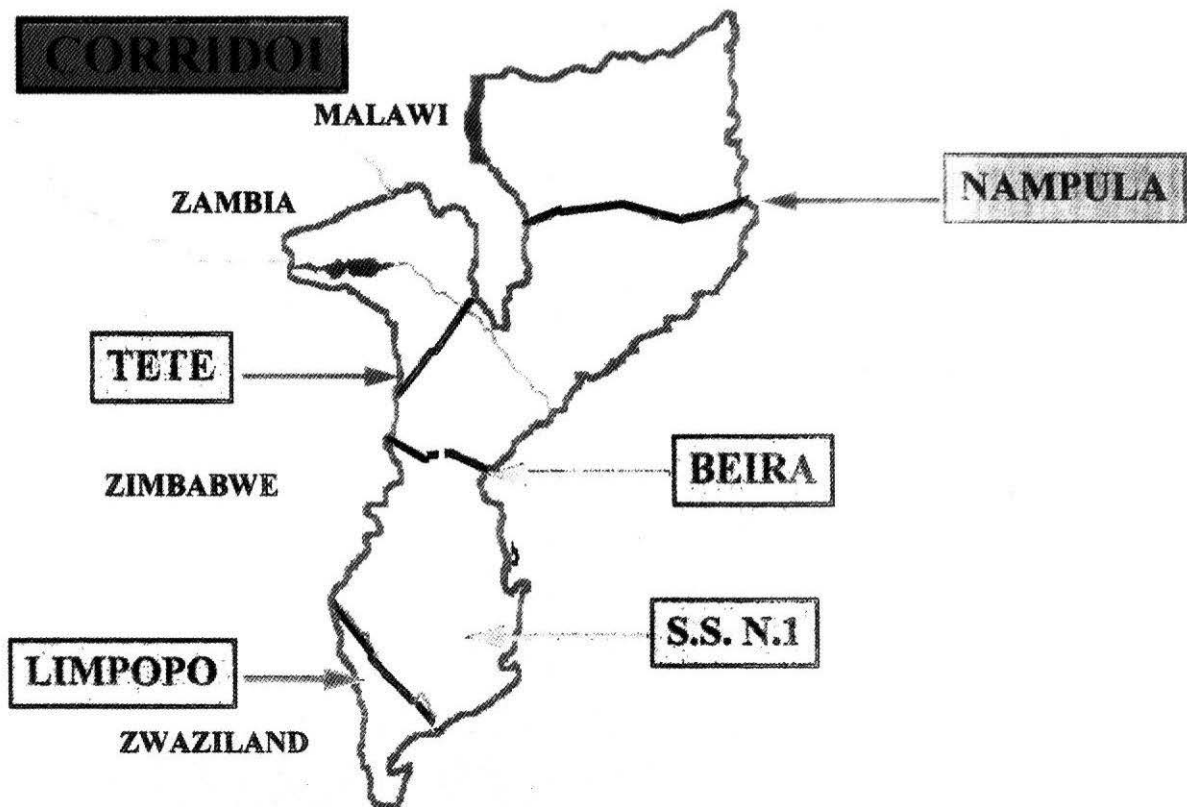 CORRIDOI
MALAWI
ZAMBIA
NAMPULA
TETE
ZIMBABWE
BEIRA
S.S. N.1
LIMPOPO
ZWAZILAND